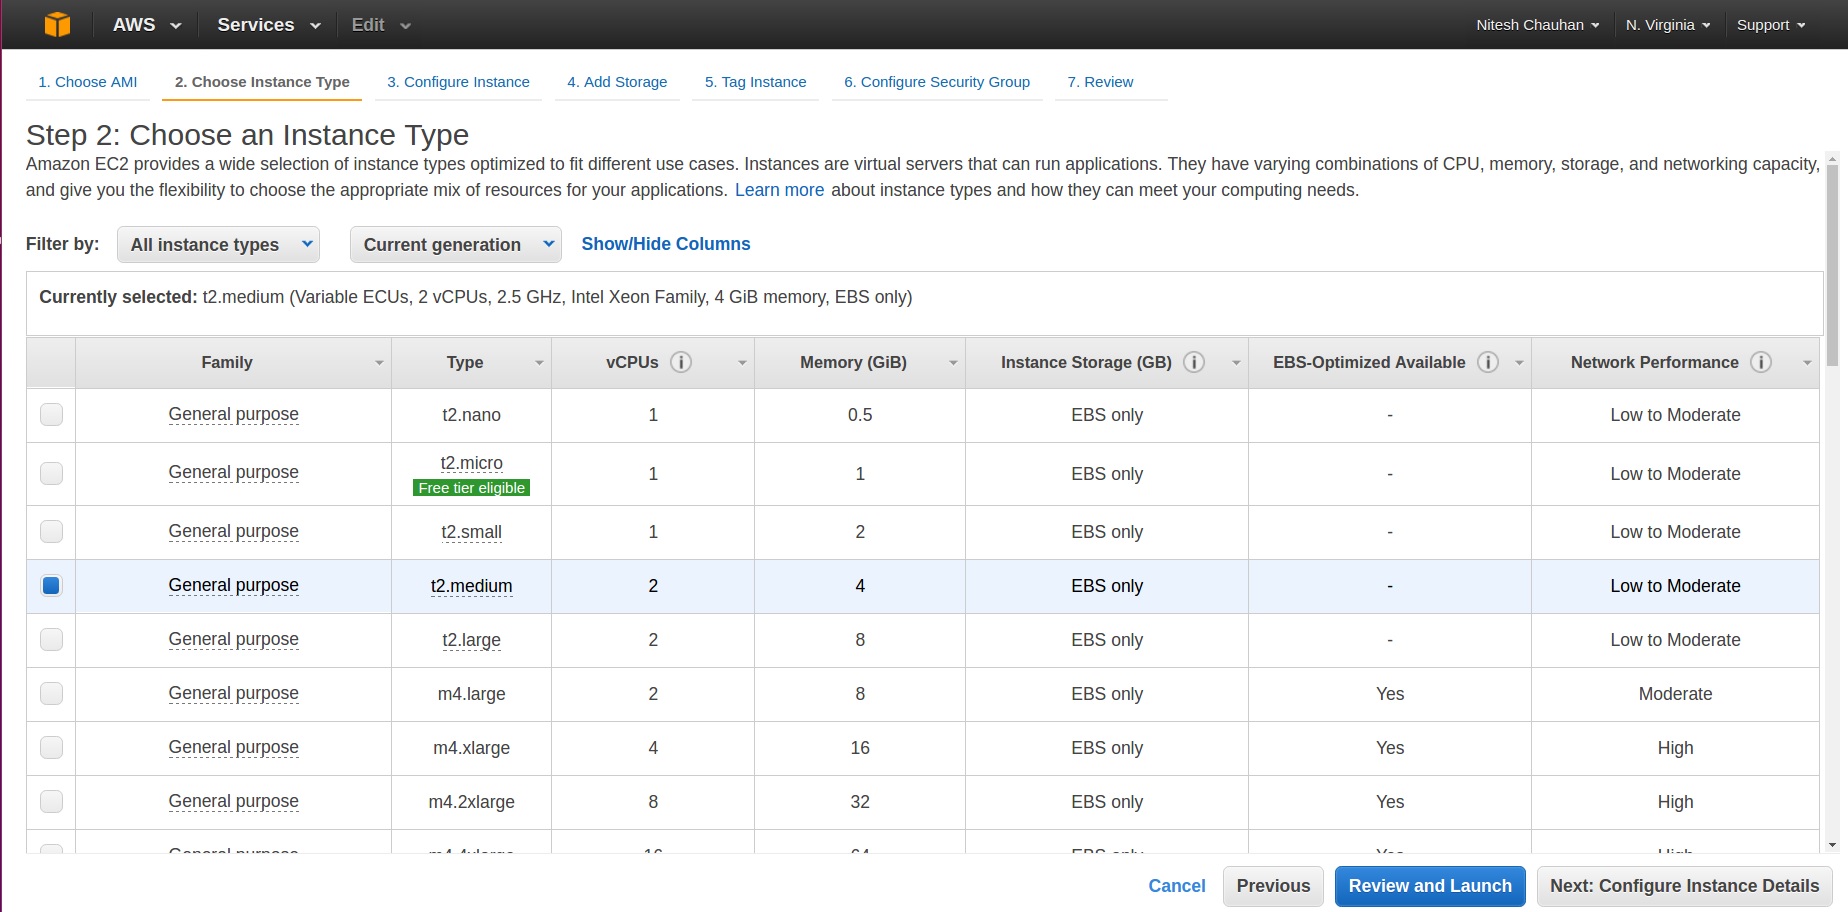 AWS Services Edit Nitesh Chauhan N. Virginia Support
1. Choose AMI 2. Choose Instance Type 3. Configure Instance 4. Add Storage 5. Tag Instance 6. Configure Security Group 7. Review
Step 2: Choose an Instance Type
Amazon EC2 provides a wide selection of instance types optimized to fit different use cases. Instances are virtual servers that can run applications. They have varying combinations of CPU, memory, storage, and networking capacity,
and give you the flexibility to choose the appropriate mix of resources for your applications. Learn more about instance types and how they can meet your computing needs.
Filter by: All instance types Current generation Show/Hide Columns
Currently selected: t2.medium (Variable ECUs, 2 vCPUs, 2.5 GHz, Intel Xeon Family, 4 GiB memory, EBS only)
Family Type vCPUs i Memory (GiB) Instance Storage (GB) i EBS-Optimized Available i Network Performance i
General purpose t2.nano 1 0.5 EBS only - Low to Moderate
General purpose t2.micro 1 1 EBS only - Low to Moderate
Free tier eligible
General purpose t2.small 1 2 EBS only - Low to Moderate
General purpose t2.medium 2 4 EBS only - Low to Moderate
General purpose t2.large 2 8 EBS only - Low to Moderate
General purpose m4.large 2 8 EBS only Yes Moderate
General purpose m4.xlarge 4 16 EBS only Yes High
General purpose m4.2xlarge 8 32 EBS only Yes High
General purpose m4.4xlarge 16 64 EBS only Yes High
Cancel Previous Review and Launch Next: Configure Instance Details